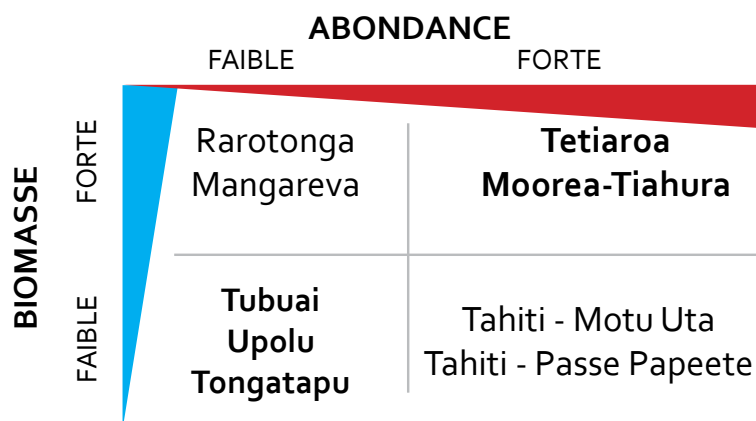 ABONDANCE
FAIBLE FORTE
BIOMASSE
FORTE
Rarotonga
Mangareva
Tetiaroa
Moorea-Tiahura
FAIBLE
Tubuai
Upolu
Tongatapu
Tahiti - Motu Uta
Tahiti - Passe Papeete